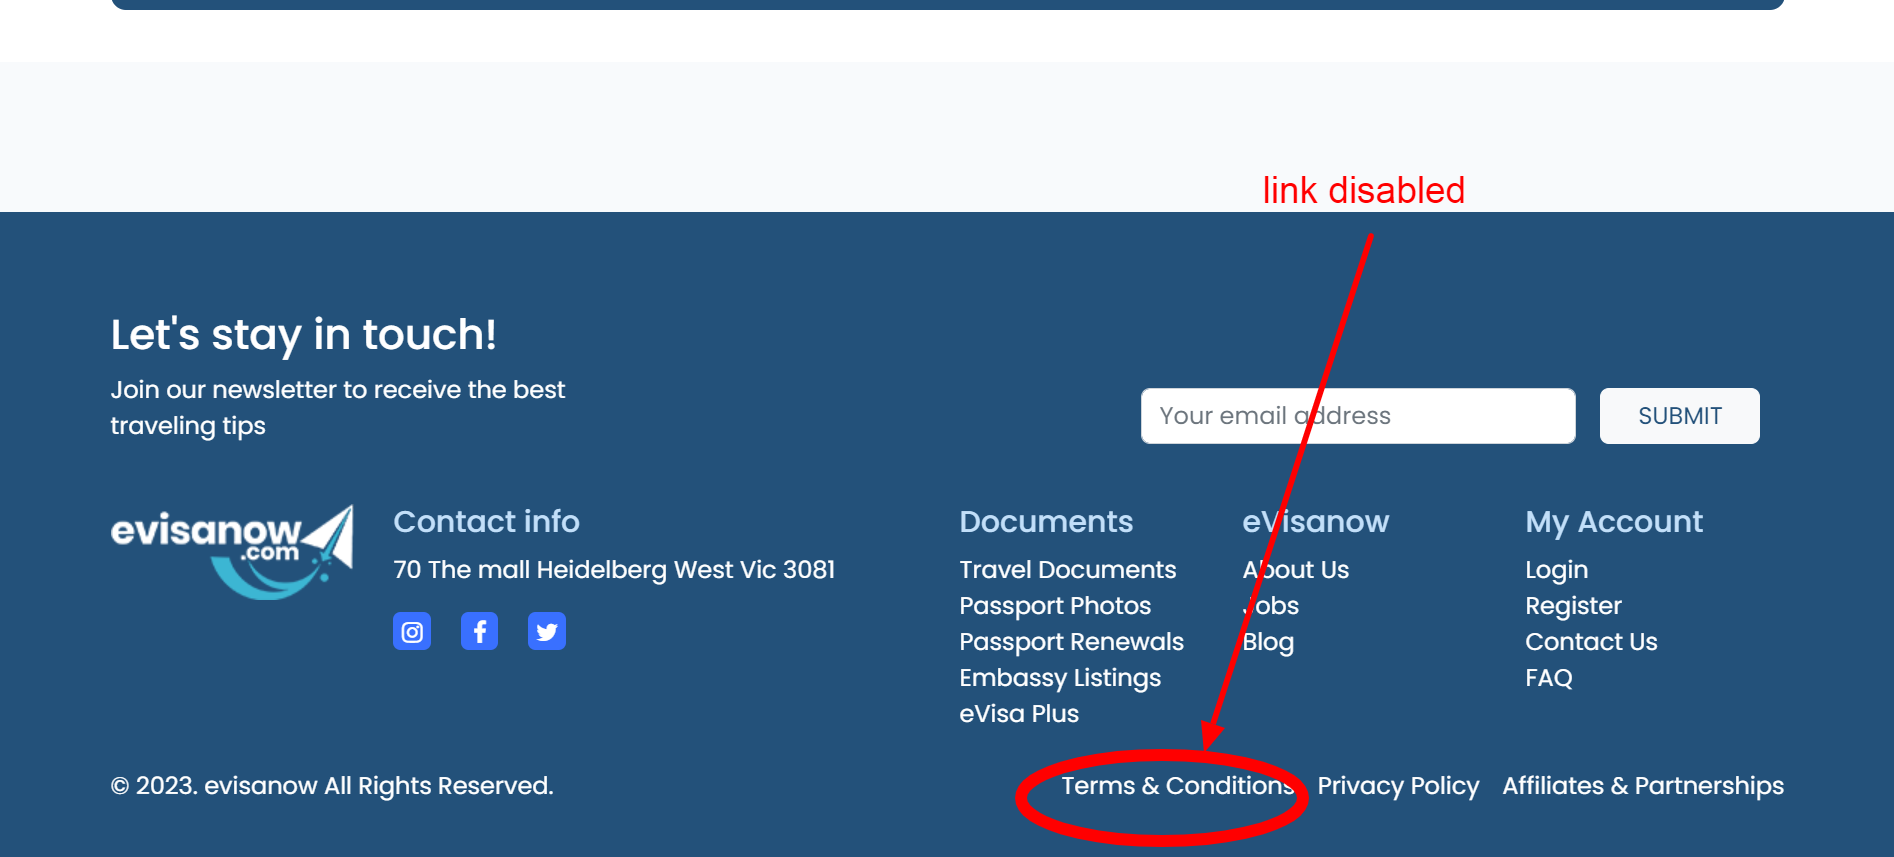 link disabled
Let's stay in touch!
Join our newsletter to receive the best
traveling tips
Your email address
SUBMIT
evisanow
.com
Contact info
70 The mall Heidelberg West Vic 3081
Documents
Travel Documents
Passport Photos
Passport Renewals
Embassy Listings
eVisa Plus
eVisanow
About Us
Jobs
Blog
My Account
Login
Register
Contact Us
FAQ
© 2023. evisanow All Rights Reserved.
Terms & Conditions
Privacy Policy
Affiliates & Partnerships